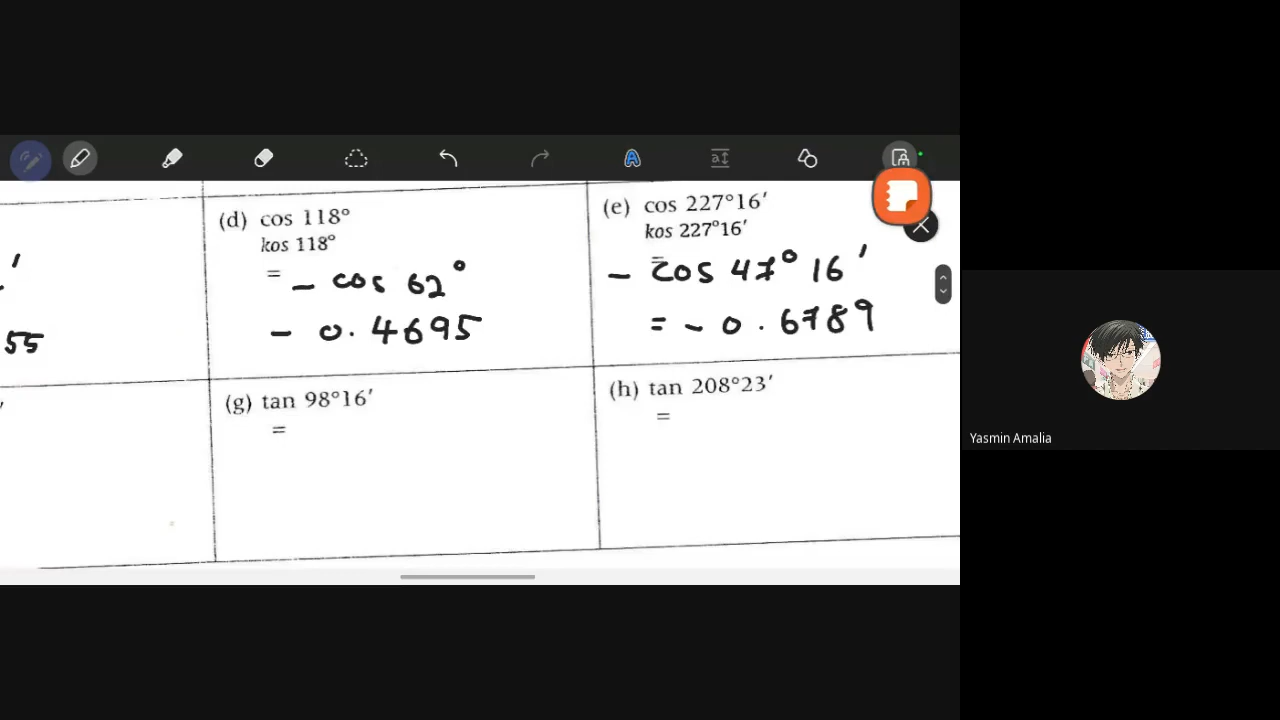 (d) cos 118°
kos 118°
= − cos 62°
− 0.4695
(e) cos 227°16′
kos 227°16′
=
− cos 47° 16′
= − 0.6789
′
55
′
(g) tan 98°16′
=
(h) tan 208°23′
=
Yasmin Amalia